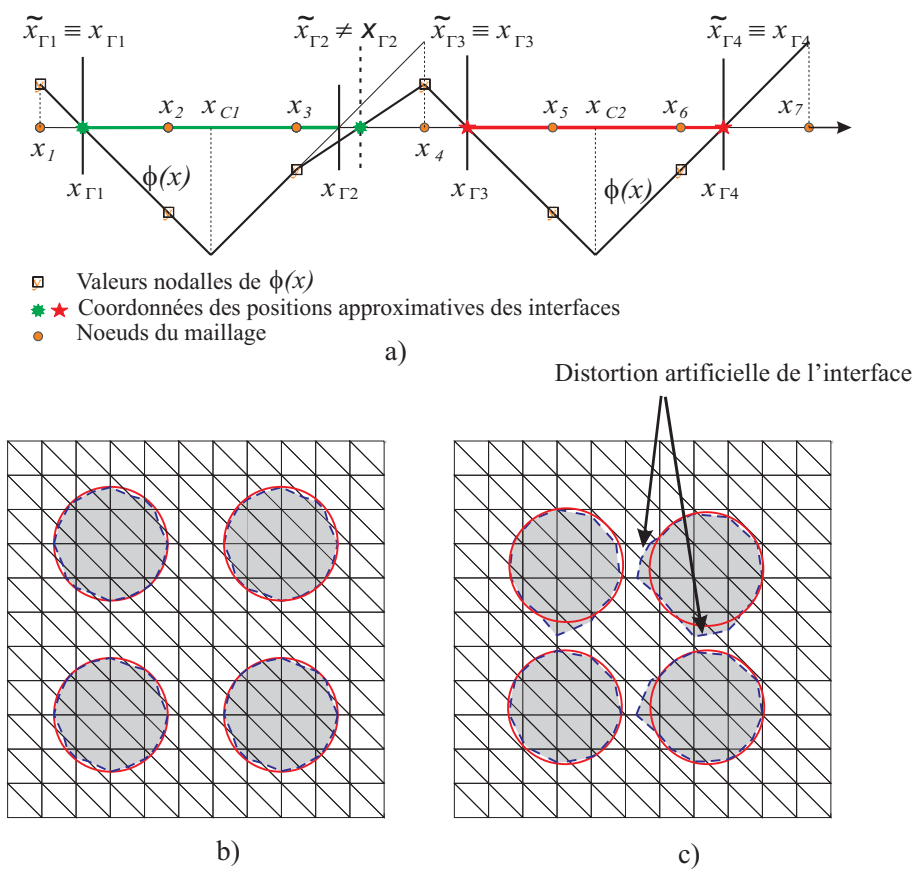 x̃Γ1 ≡ xΓ1 x̃Γ2 ≠ xΓ2 x̃Γ3 ≡ xΓ3 x̃Γ4 ≡ xΓ4
x2 xC1 x3 x5 xC2 x6 x7
x1 x4
xΓ1 ϕ(x) xΓ2 xΓ3 ϕ(x) xΓ4
Valeurs nodalles de ϕ(x)
Coordonnées des positions approximatives des interfaces
Noeuds du maillage
a)
Distortion artificielle de l'interface
b) c)